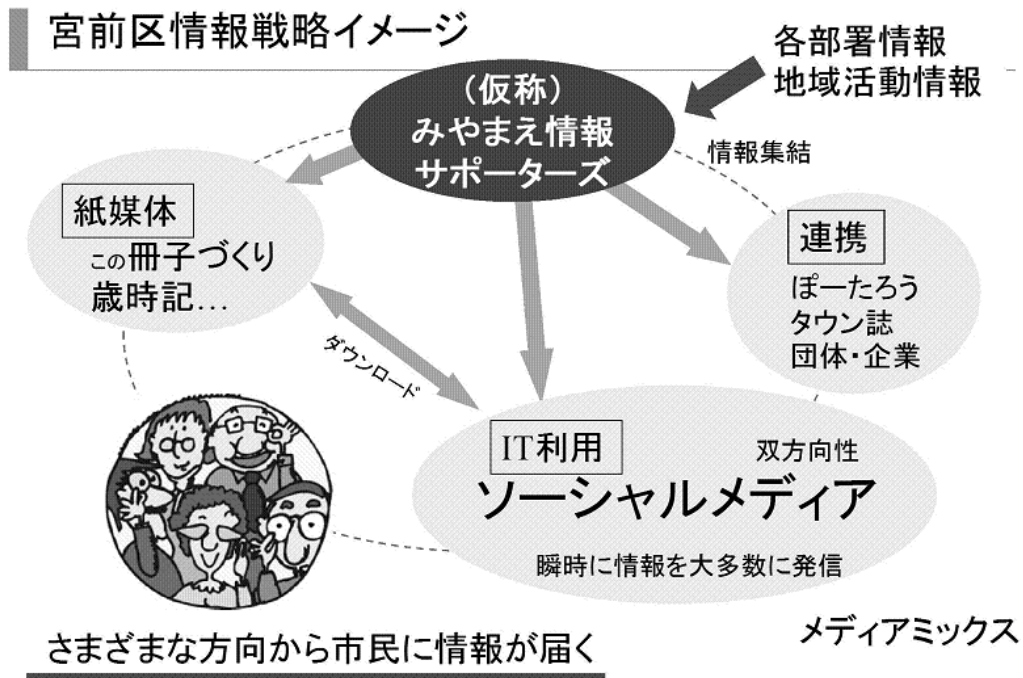 宮前区情報戦略イメージ
各部署情報
地域活動情報
（仮称）
みやまえ情報
サポーターズ
情報集結
紙媒体
この冊子づくり
歳時記…
連携
ぽーたろう
タウン誌
団体・企業
ダウンロード
IT利用
双方向性
ソーシャルメディア
瞬時に情報を大多数に発信
メディアミックス
さまざまな方向から市民に情報が届く